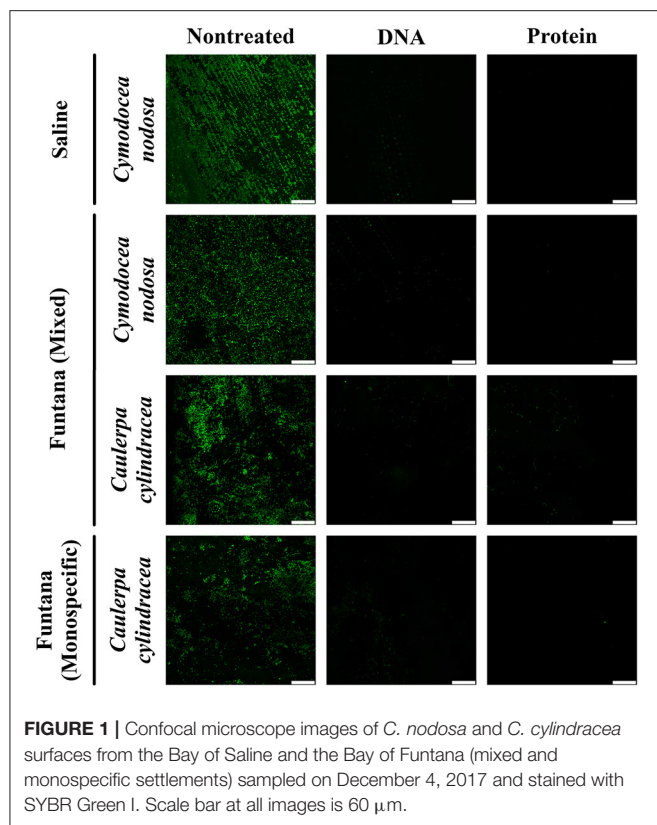 Nontreated DNA Protein
Saline
Cymodocea
nodosa
Funtana (Mixed)
Cymodocea
nodosa
Caulerpa
cylindracea
Funtana
(Monospecific)
Caulerpa
cylindracea
FIGURE 1 | Confocal microscope images of C. nodosa and C. cylindracea
surfaces from the Bay of Saline and the Bay of Funtana (mixed and
monospecific settlements) sampled on December 4, 2017 and stained with
SYBR Green I. Scale bar at all images is 60 μm.